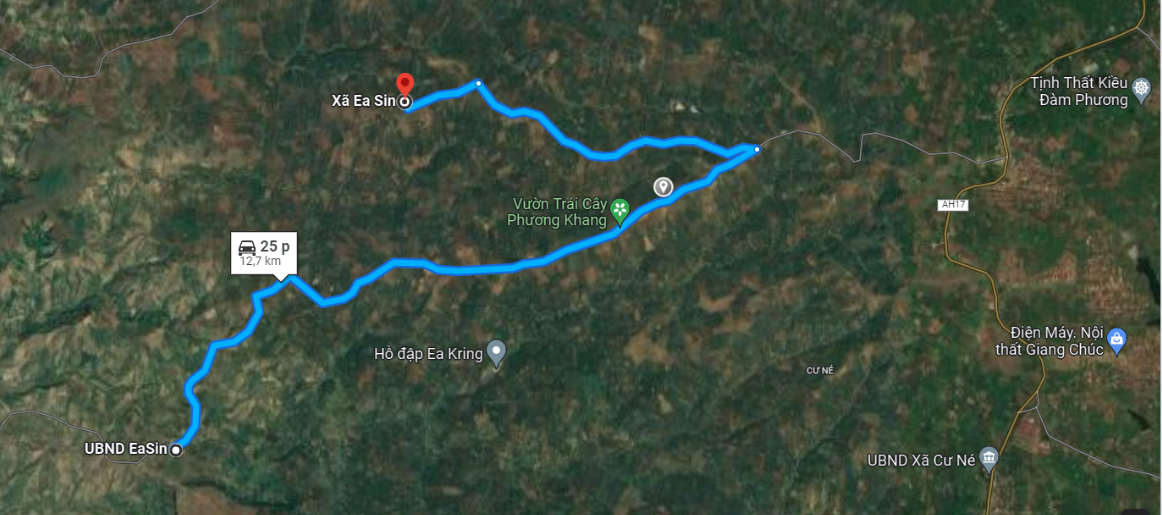 Tịnh Thất Kiều
Đàm Phương
Xã Ea Sin
AH17
Vườn Trái Cây
Phương Khang
25 p
12,7 km
Điện Máy. Nội
thất Giang Chúc
Hồ đập Ea Kring
CƯ NÉ
UBND EaSin
UBND Xã Cư Né